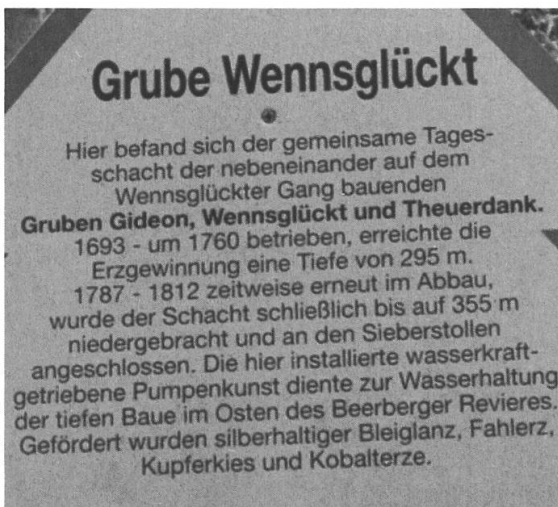 Grube Wennsglückt
Hier befand sich der gemeinsame Tages-
schacht der nebeneinander auf dem
Wennsglückter Gang bauenden
Gruben Gideon, Wennsglückt und Theuerdank.
1693 - um 1760 betrieben, erreichte die
Erzgewinnung eine Tiefe von 295 m.
1787 - 1812 zeitweise erneut im Abbau,
wurde der Schacht schließlich bis auf 355 m
niedergebracht und an den Sieberstollen
angeschlossen. Die hier installierte wasserkraft-
getriebene Pumpenkunst diente zur Wasserhaltung
der tiefen Baue im Osten des Beerberger Revieres.
Gefördert wurden silberhaltiger Bleiglanz, Fahlerz,
Kupferkies und Kobalterze.